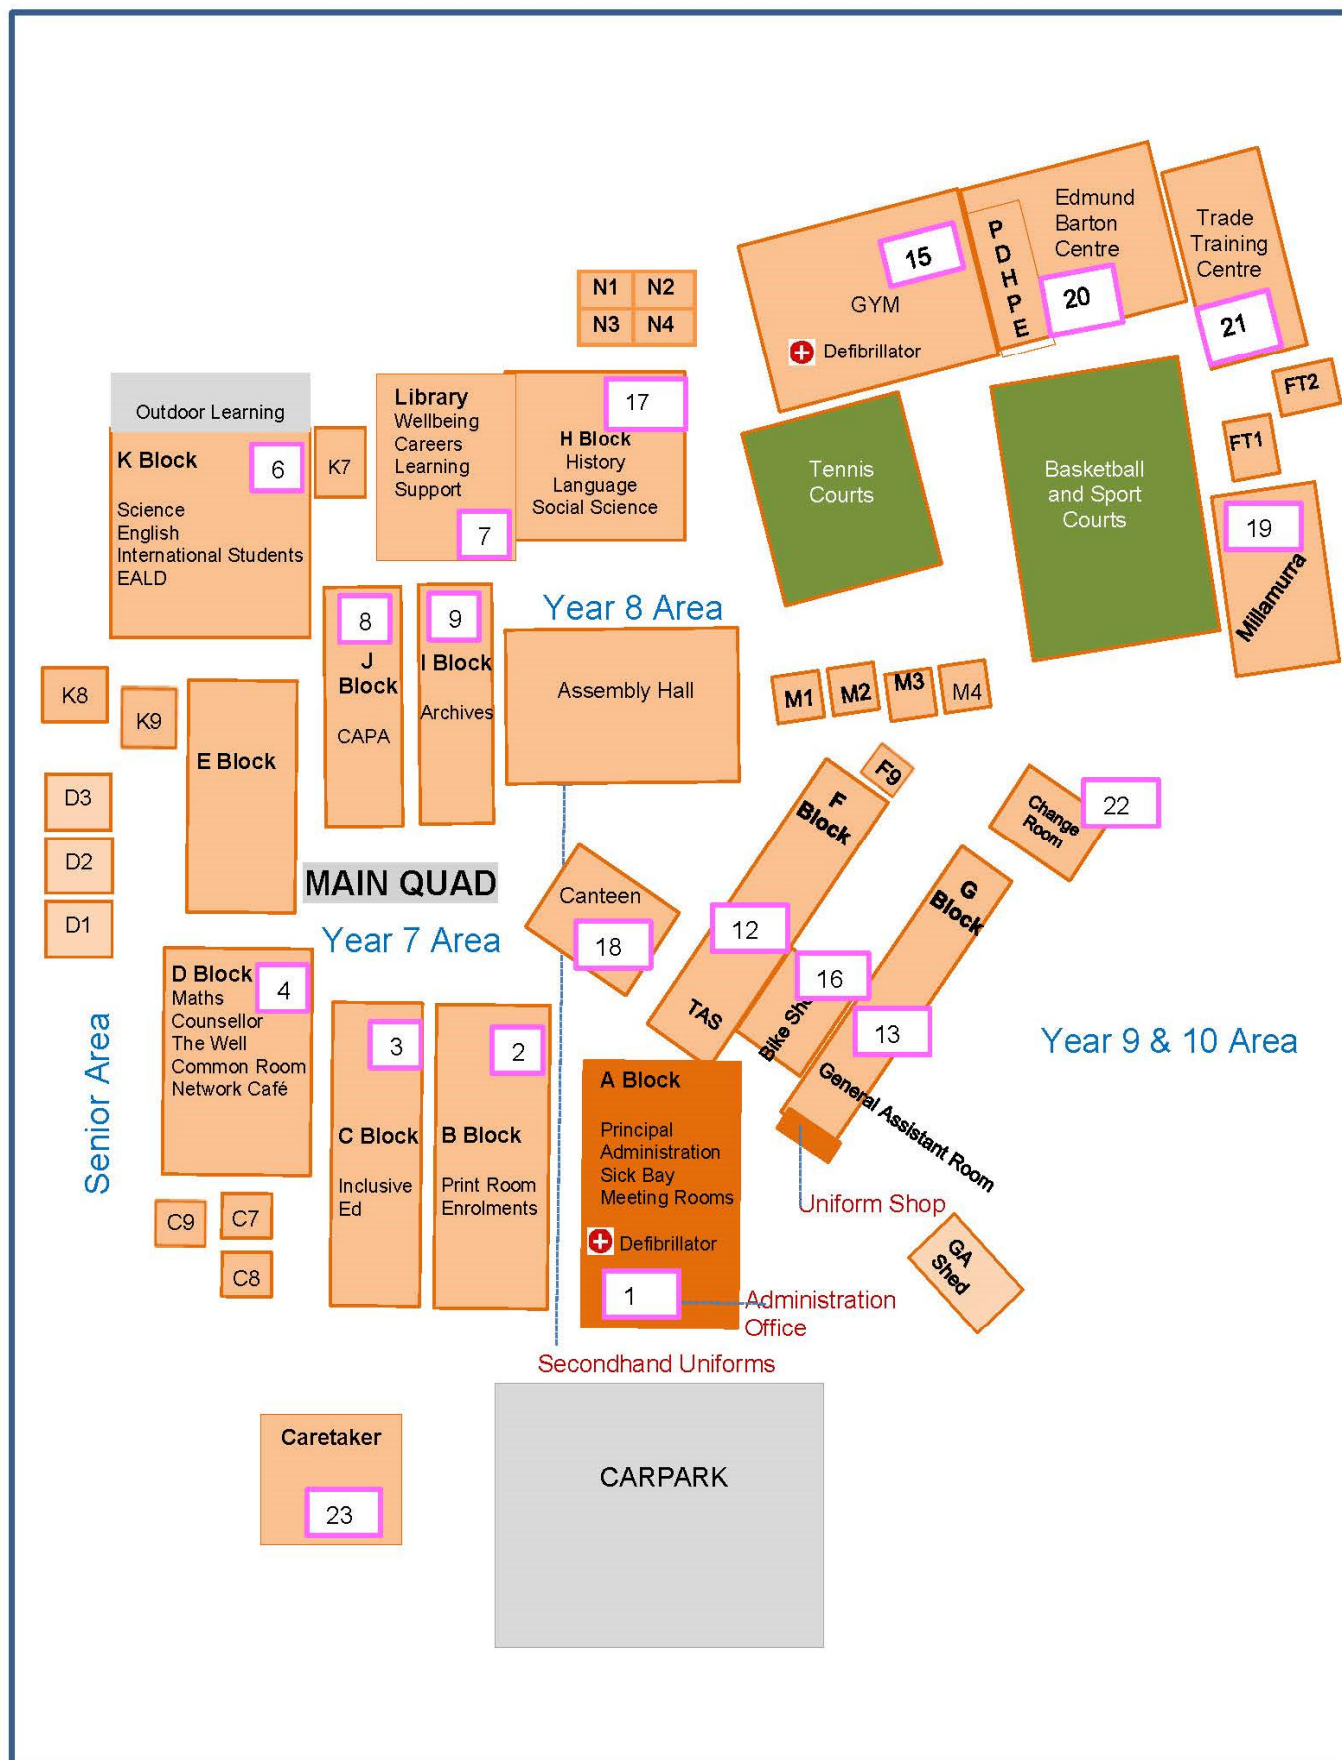 Edmund
Barton
Centre
Trade
Training
Centre
15
PDHPE
20
21
GYM
Defibrillator
N1 N2
N3 N4
FT2
FT1
Outdoor Learning
K Block
6
Science
English
International Students
EALD
K7
Library
Wellbeing
Careers
Learning
Support
7
17
H Block
History
Language
Social Science
Tennis
Courts
Basketball
and Sport
Courts
19
Millamurra
Year 8 Area
8
J
Block
CAPA
9
I Block
Archives
Assembly Hall
M1
M2
M3
M4
K8
K9
E Block
D3
D2
D1
F9
F
Block
12
TAS
Change
Room
22
G
Block
MAIN QUAD
Year 7 Area
Canteen
18
16
Bike
13
General Assistant Room
Year 9 & 10 Area
Senior Area
D Block
4
Maths
Counsellor
The Well
Common Room
Network Café
3
C Block
Inclusive
Ed
2
B Block
Print Room
Enrolments
A Block
Principal
Administration
Sick Bay
Meeting Rooms
Defibrillator
1
Uniform Shop
Administration
Office
GA
Shed
C9
C7
C8
Secondhand Uniforms
Caretaker
23
CARPARK